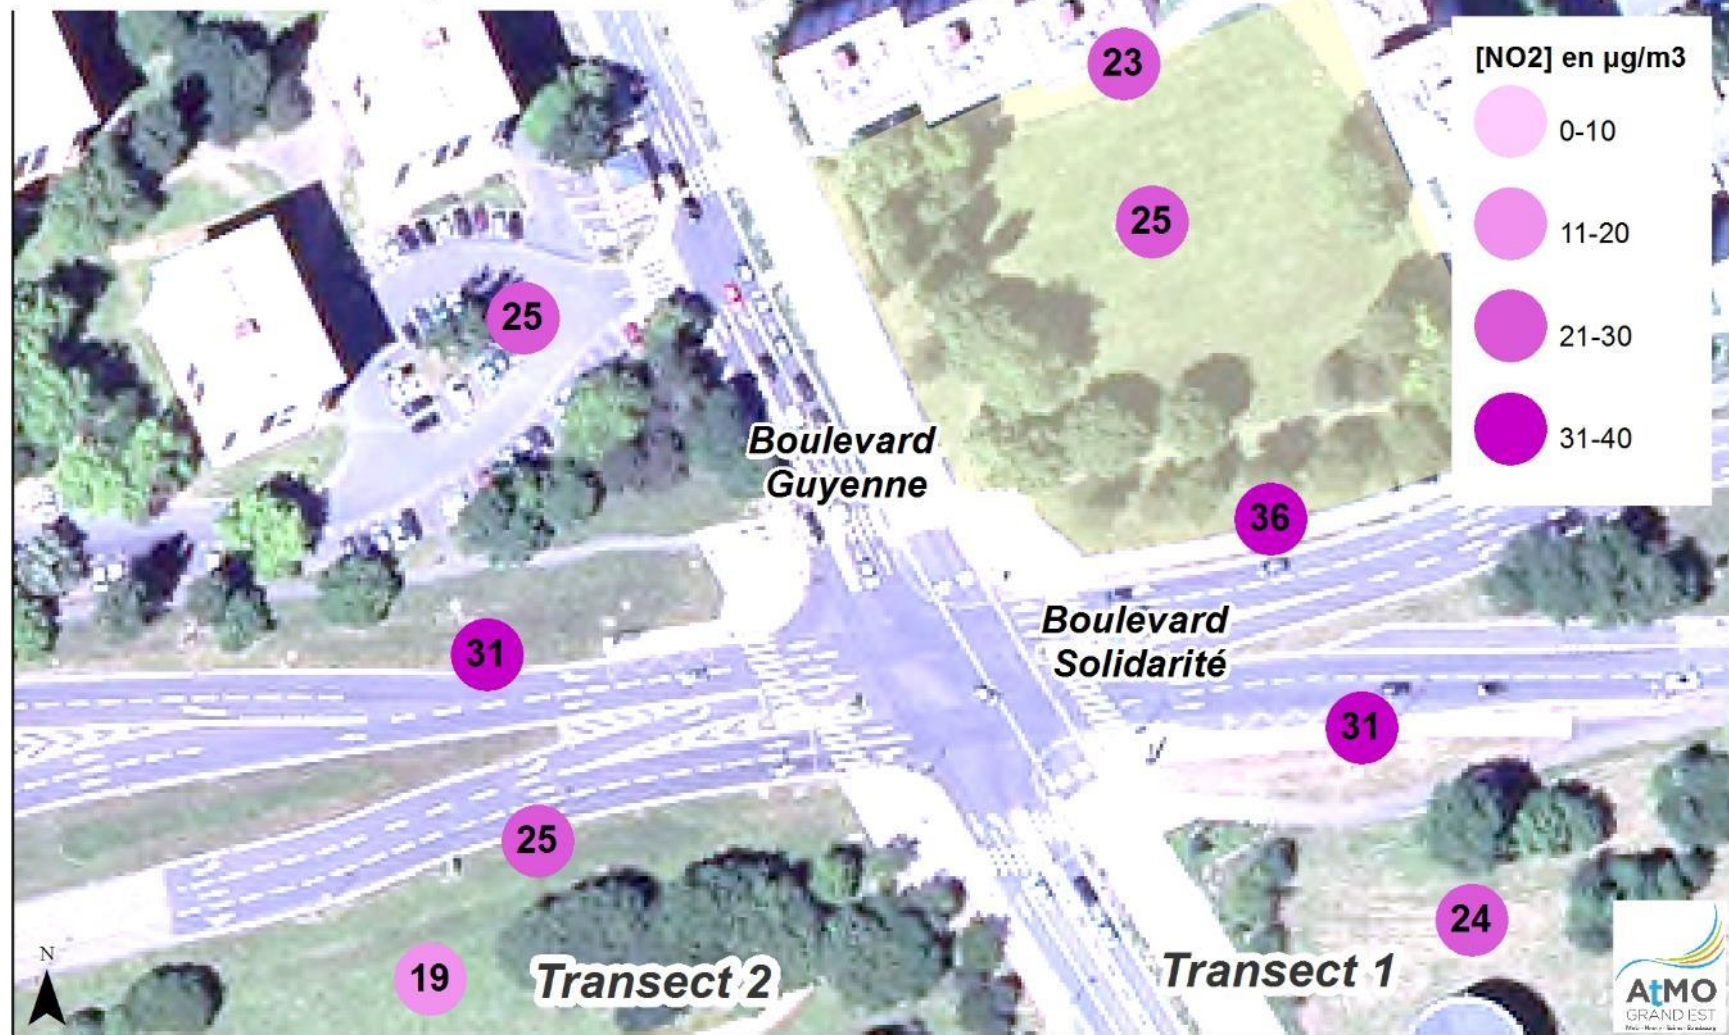 [NO2] en µg/m3
0-10
11-20
21-30
31-40
23
25
25
Boulevard
Guyenne
36
Boulevard
Solidarité
31
31
25
24
19
Transect 2
Transect 1
N
AtMO
GRAND EST